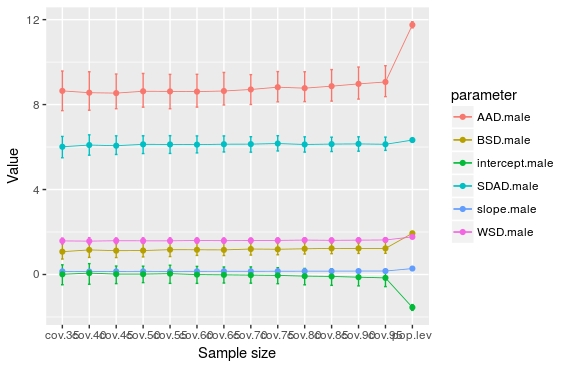 12
8
4
0
Value
cov.35 cov.40 cov.45 cov.50 cov.55 cov.60 cov.65 cov.70 cov.75 cov.80 cov.85 cov.90 cov.95 pop.lev
Sample size
parameter
AAD.male
BSD.male
intercept.male
SDAD.male
slope.male
WSD.male